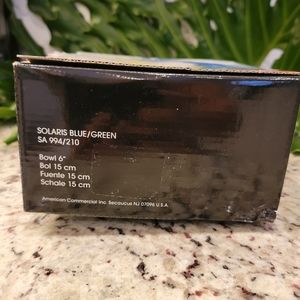 SOLARIS BLUE/GREEN
SA 994/210
Bowl 6"
Bol 15 cm
Fuente 15 cm
Schale 15 cm
American Commercial Inc. Secaucus NJ 07096 U.S.A.